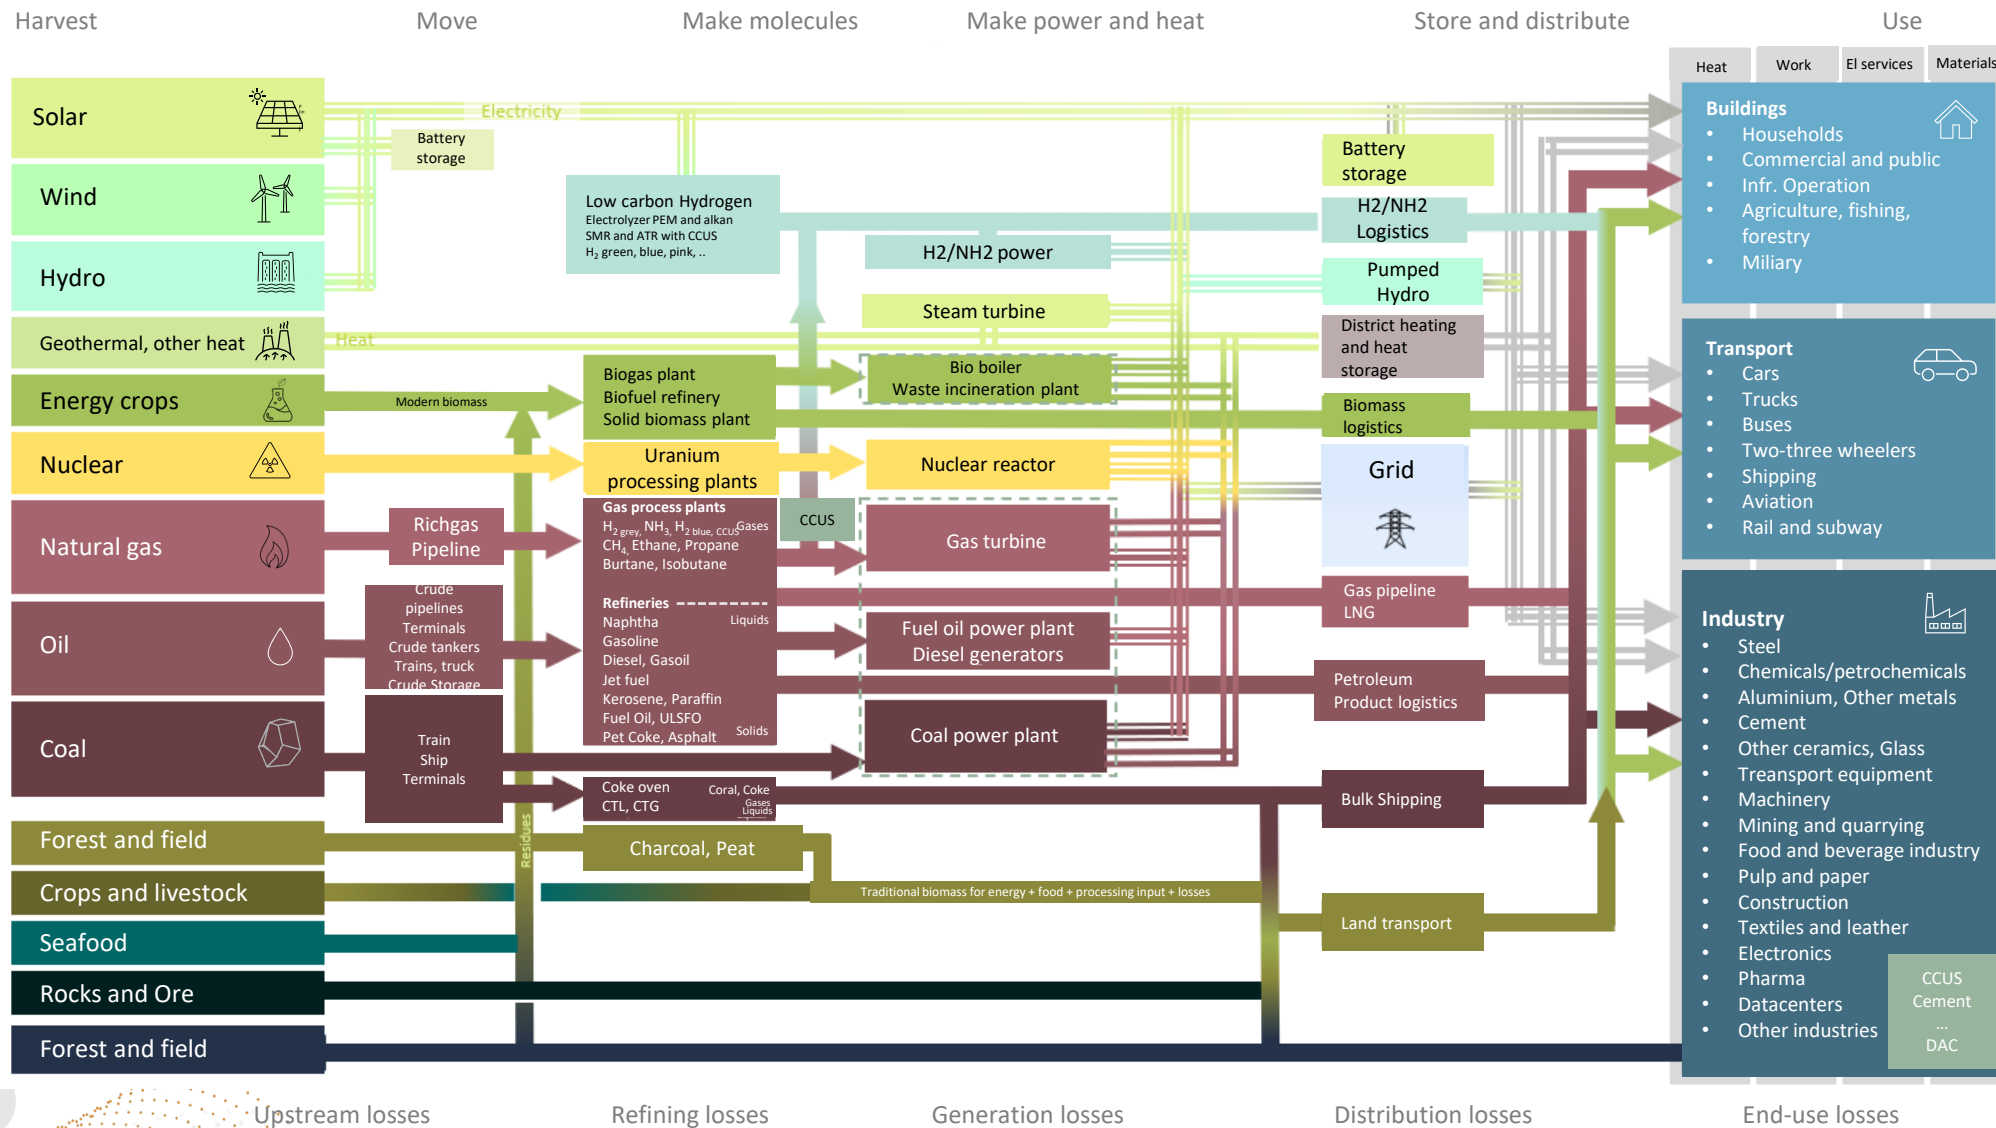 Harvest
Move
Make molecules
Make power and heat
Store and distribute
Use
Heat
Work
El services
Materials
Solar
Wind
Hydro
Geothermal, other heat
Energy crops
Nuclear
Natural gas
Oil
Coal
Forest and field
Crops and livestock
Seafood
Rocks and Ore
Forest and field
Electricity
Battery
storage
Heat
Modern biomass
Richgas
Pipeline
Crude
pipelines
Terminals
Crude tankers
Trains, truck
Crude Storage
Train
Ship
Terminals
Residues
Low carbon Hydrogen
Electrolyzer PEM and alkan
SMR and ATR with CCUS
H2 green, blue, pink, ..
Biogas plant
Biofuel refinery
Solid biomass plant
Uranium
processing plants
Gas process plants
H2 grey, NH3, H2 blue, CCUS Gases
CH4, Ethane, Propane
Burtane, Isobutane
Refineries
Naphtha Liquids
Gasoline
Diesel, Gasoil
Jet fuel
Kerosene, Paraffin
Fuel Oil, ULSFO
Pet Coke, Asphalt Solids
Coke oven Coral, Coke
CTL, CTG Gases
Liquids
Charcoal, Peat
CCUS
Traditional biomass for energy + food + processing input + losses
H2/NH2 power
Steam turbine
Bio boiler
Waste incineration plant
Nuclear reactor
Gas turbine
Fuel oil power plant
Diesel generators
Coal power plant
Battery
storage
H2/NH2
Logistics
Pumped
Hydro
District heating
and heat
storage
Biomass
logistics
Grid
Gas pipeline
LNG
Petroleum
Product logistics
Bulk Shipping
Land transport
Buildings
• Households
• Commercial and public
• Infr. Operation
• Agriculture, fishing,
forestry
• Miliary
Transport
• Cars
• Trucks
• Buses
• Two-three wheelers
• Shipping
• Aviation
• Rail and subway
Industry
• Steel
• Chemicals/petrochemicals
• Aluminium, Other metals
• Cement
• Other ceramics, Glass
• Treansport equipment
• Machinery
• Mining and quarrying
• Food and beverage industry
• Pulp and paper
• Construction
• Textiles and leather
• Electronics
• Pharma
• Datacenters
• Other industries
CCUS
Cement
...
DAC
Upstream losses
Refining losses
Generation losses
Distribution losses
End-use losses